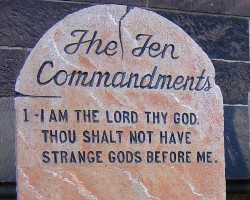 The Ten
Commandments
1 - I AM THE LORD THY GOD.
THOU SHALT NOT HAVE
STRANGE GODS BEFORE ME.